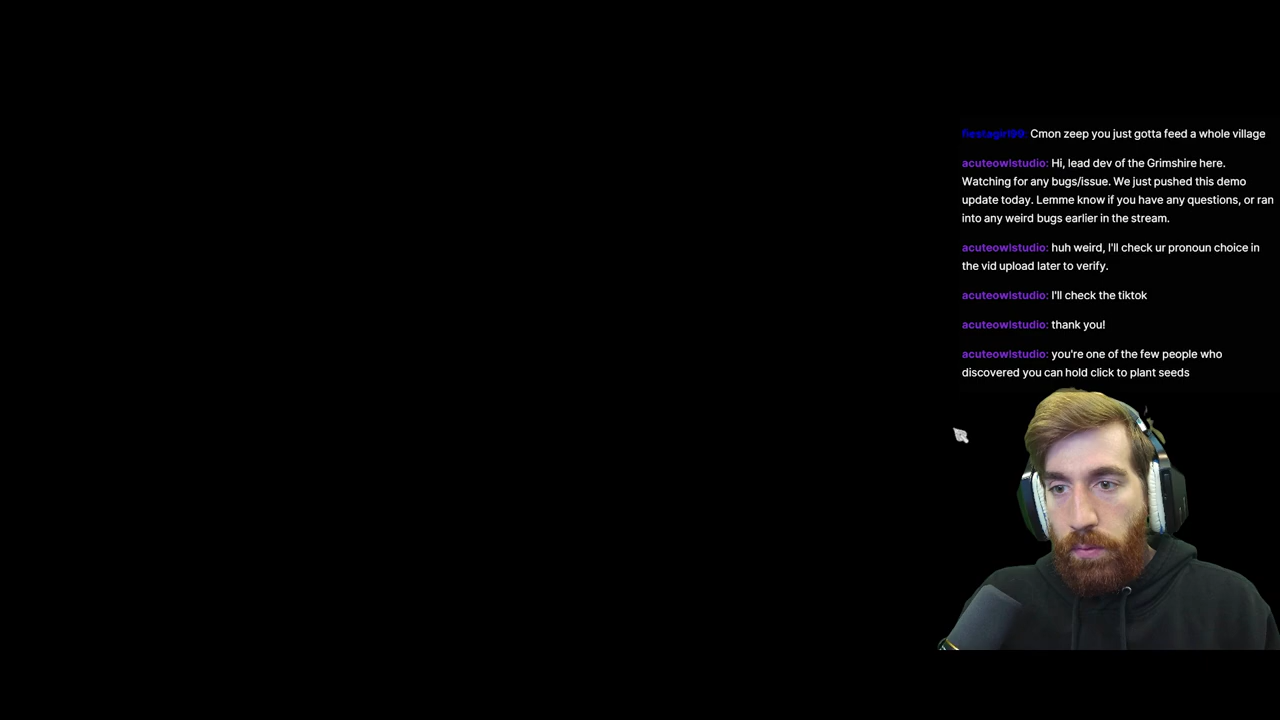 fiestagirl99: Cmon zeep you just gotta feed a whole village
acuteowlstudio: Hi, lead dev of the Grimshire here.
Watching for any bugs/issue. We just pushed this demo
update today. Lemme know if you have any questions, or ran
into any weird bugs earlier in the stream.
acuteowlstudio: huh weird, I'll check ur pronoun choice in
the vid upload later to verify.
acuteowlstudio: I'll check the tiktok
acuteowlstudio: thank you!
acuteowlstudio: you're one of the few people who
discovered you can hold click to plant seeds